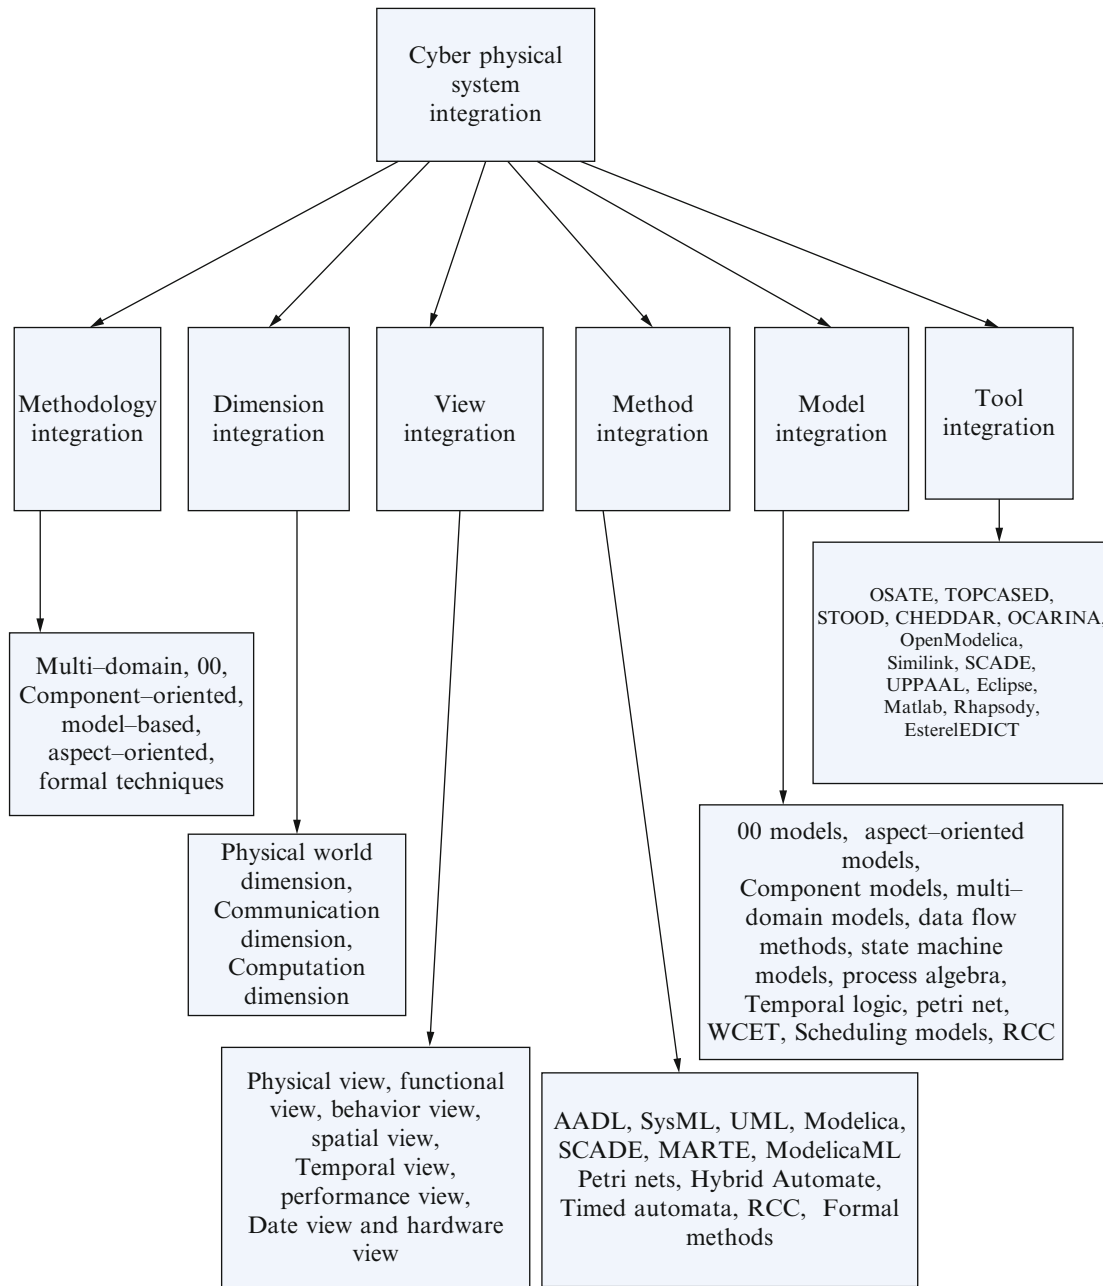 Cyber physical
system
integration
Methodology
integration
Dimension
integration
View
integration
Method
integration
Model
integration
Tool
integration
OSATE, TOPCASED,
STOOD, CHEDDAR, OCARINA,
OpenModelica,
Similink, SCADE,
UPPAAL, Eclipse,
Matlab, Rhapsody,
EsterelEDICT
Multi–domain, 00,
Component–oriented,
model–based,
aspect–oriented,
formal techniques
00 models, aspect–oriented
models,
Component models, multi–
domain models, data flow
methods, state machine
models, process algebra,
Temporal logic, petri net,
WCET, Scheduling models, RCC
Physical world
dimension,
Communication
dimension,
Computation
dimension
Physical view, functional
view, behavior view,
spatial view,
Temporal view,
performance view,
Date view and hardware
view
AADL, SysML, UML, Modelica,
SCADE, MARTE, ModelicaML
Petri nets, Hybrid Automate,
Timed automata, RCC, Formal
methods